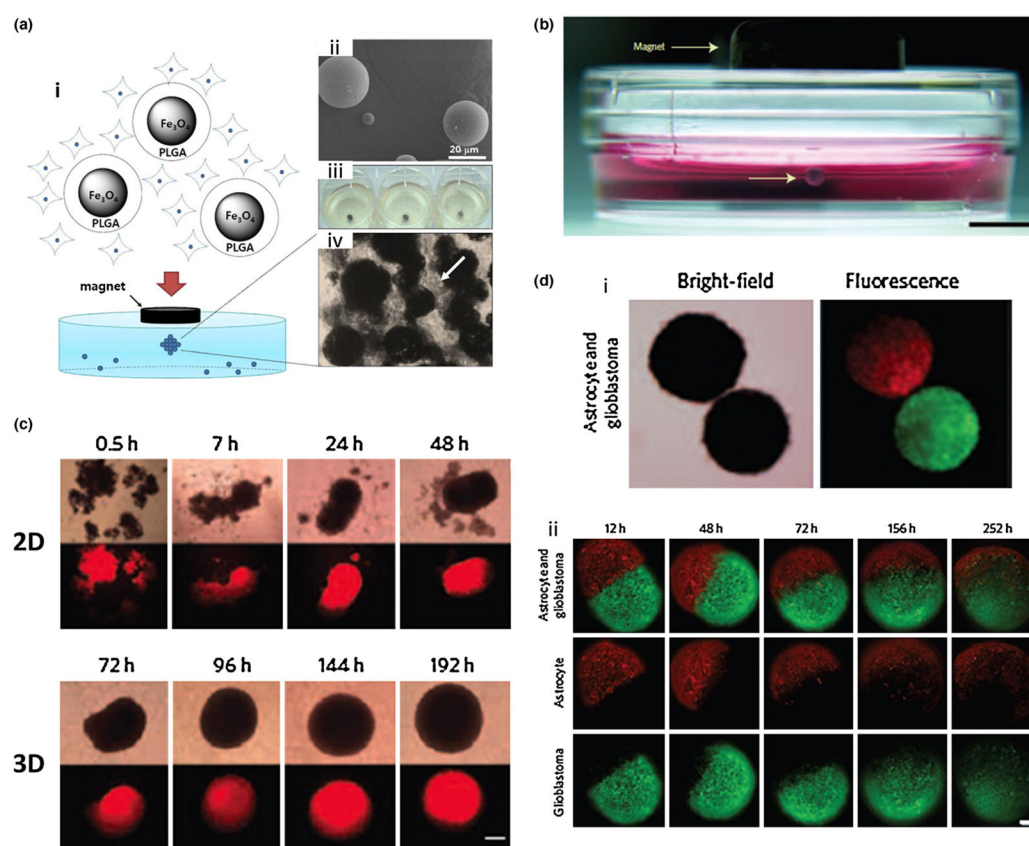 (a)
i
Fe3O4
PLGA
Fe3O4
PLGA
Fe3O4
PLGA
magnet
ii
20 μm
iii
iv
(b)
Magnet
(c)
0.5 h 7 h 24 h 48 h
2D
72 h 96 h 144 h 192 h
3D
(d)
i
Bright-field Fluorescence
Astrocyte and
glioblastoma
ii
12 h 48 h 72 h 156 h 252 h
Astrocyte and
glioblastoma
Astrocyte
Glioblastoma